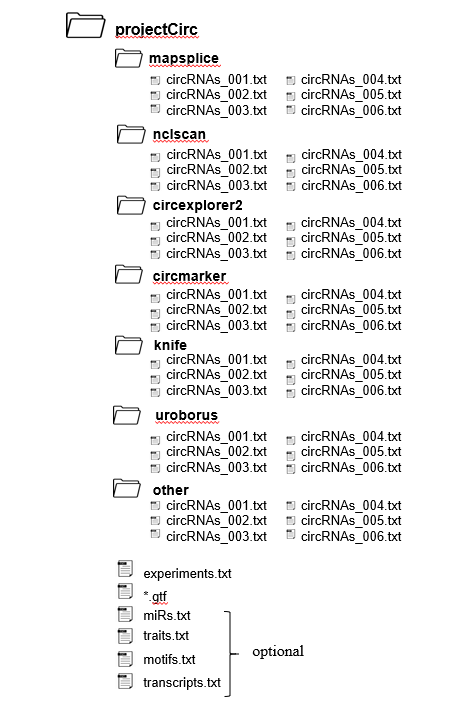 projectCirc
mapsplice
circRNAs_001.txt circRNAs_004.txt
circRNAs_002.txt circRNAs_005.txt
circRNAs_003.txt circRNAs_006.txt
nclscan
circRNAs_001.txt circRNAs_004.txt
circRNAs_002.txt circRNAs_005.txt
circRNAs_003.txt circRNAs_006.txt
circexplorer2
circRNAs_001.txt circRNAs_004.txt
circRNAs_002.txt circRNAs_005.txt
circRNAs_003.txt circRNAs_006.txt
circmarker
circRNAs_001.txt circRNAs_004.txt
circRNAs_002.txt circRNAs_005.txt
circRNAs_003.txt circRNAs_006.txt
knife
circRNAs_001.txt circRNAs_004.txt
circRNAs_002.txt circRNAs_005.txt
circRNAs_003.txt circRNAs_006.txt
uroborus
circRNAs_001.txt circRNAs_004.txt
circRNAs_002.txt circRNAs_005.txt
circRNAs_003.txt circRNAs_006.txt
other
circRNAs_001.txt circRNAs_004.txt
circRNAs_002.txt circRNAs_005.txt
circRNAs_003.txt circRNAs_006.txt
experiments.txt
*.gtf
miRs.txt
traits.txt
motifs.txt optional
transcripts.txt